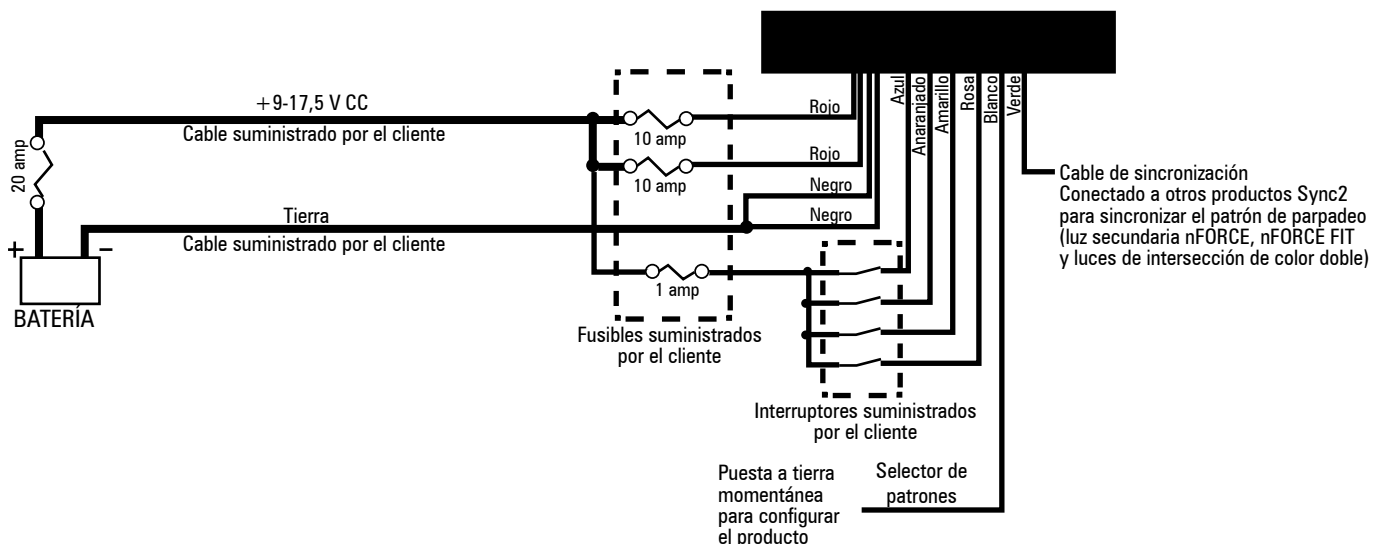 +9-17,5 V CC
Cable suministrado por el cliente
20 amp
Tierra
Cable suministrado por el cliente
+
–
BATERÍA
10 amp
10 amp
1 amp
Fusibles suministrados
por el cliente
Rojo
Rojo
Negro
Negro
Azul
Anaranjado
Amarillo
Rosa
Blanco
Verde
Cable de sincronización
Conectado a otros productos Sync2
para sincronizar el patrón de parpadeo
(luz secundaria nFORCE, nFORCE FIT
y luces de intersección de color doble)
Interruptores suministrados
por el cliente
Puesta a tierra
momentánea
para configurar
el producto
Selector de
patrones